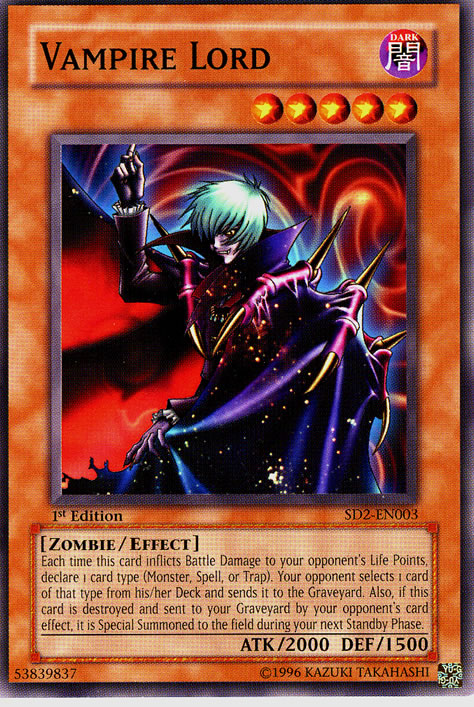 VAMPIRE LORD
DARK
闇
1st Edition
SD2-EN003
[ZOMBIE/EFFECT]
Each time this card inflicts Battle Damage to your opponent's Life Points,
declare 1 card type (Monster, Spell, or Trap). Your opponent selects 1 card
of that type from his/her Deck and sends it to the Graveyard. Also, if this
card is destroyed and sent to your Graveyard by your opponent's card
effect, it is Special Summoned to the field during your next Standby Phase.
ATK/2000 DEF/1500
53839837
©1996 KAZUKI TAKAHASHI